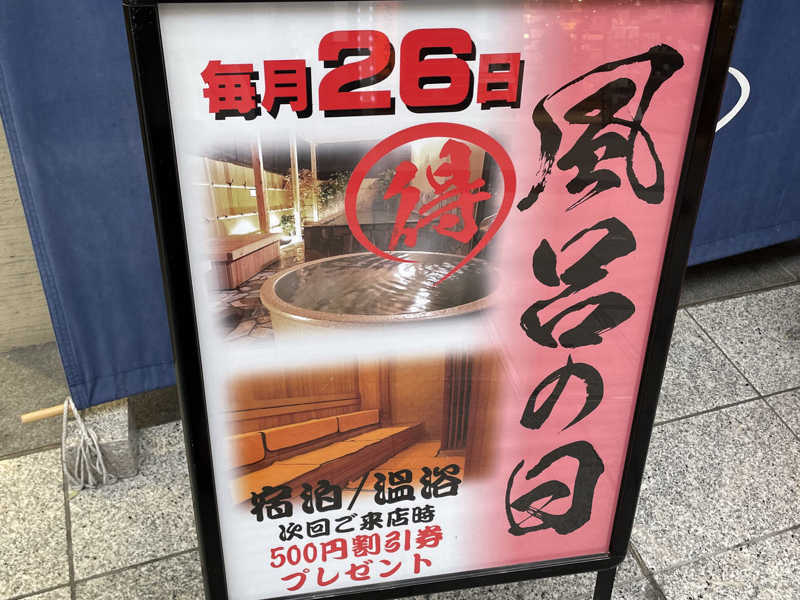 毎月26日
得
風呂の日
宿泊/温浴
次回ご来店時
500円割引券
プレゼント